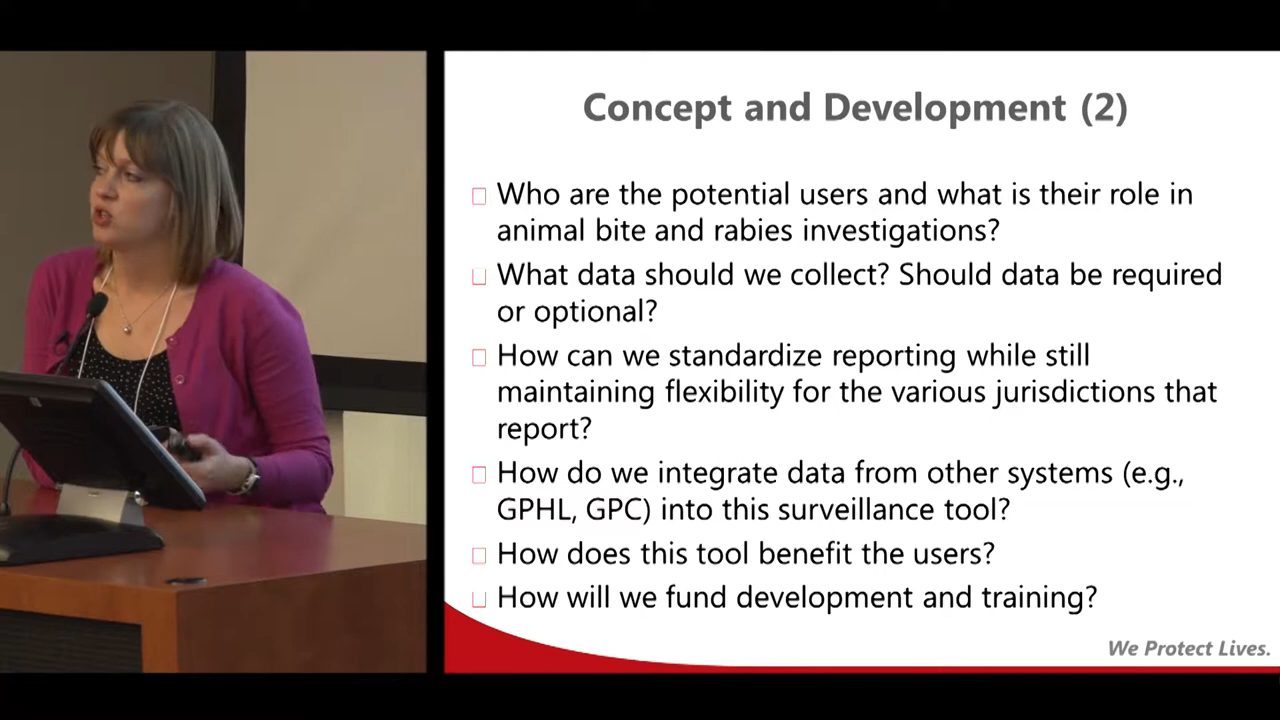 Concept and Development (2)
Who are the potential users and what is their role in
animal bite and rabies investigations?
What data should we collect? Should data be required
or optional?
How can we standardize reporting while still
maintaining flexibility for the various jurisdictions that
report?
How do we integrate data from other systems (e.g.,
GPHL, GPC) into this surveillance tool?
How does this tool benefit the users?
How will we fund development and training?
We Protect Lives.